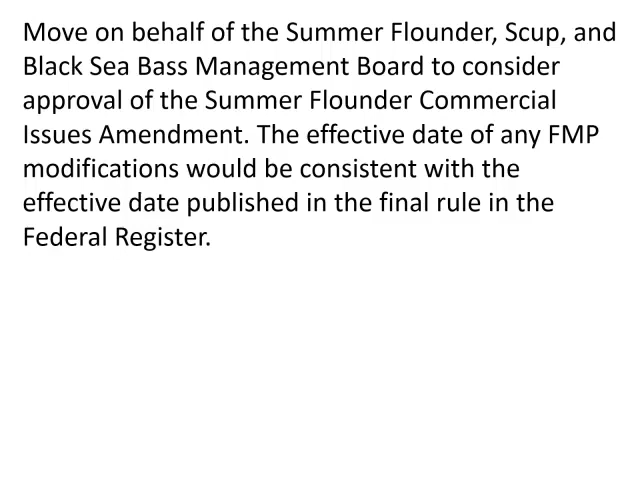 Move on behalf of the Summer Flounder, Scup, and
Black Sea Bass Management Board to consider
approval of the Summer Flounder Commercial
Issues Amendment. The effective date of any FMP
modifications would be consistent with the
effective date published in the final rule in the
Federal Register.